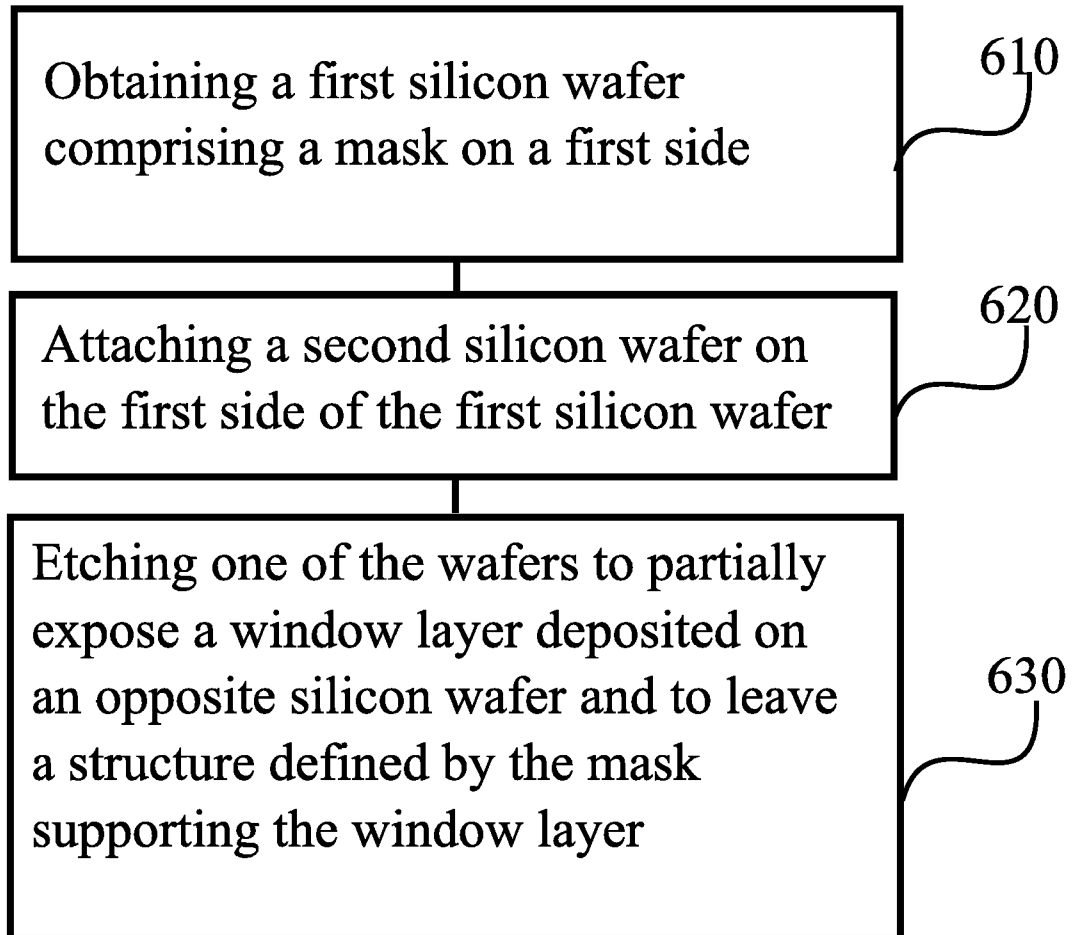 Obtaining a first silicon wafer
comprising a mask on a first side
610
Attaching a second silicon wafer on
the first side of the first silicon wafer
620
Etching one of the wafers to partially
expose a window layer deposited on
an opposite silicon wafer and to leave
a structure defined by the mask
supporting the window layer
630